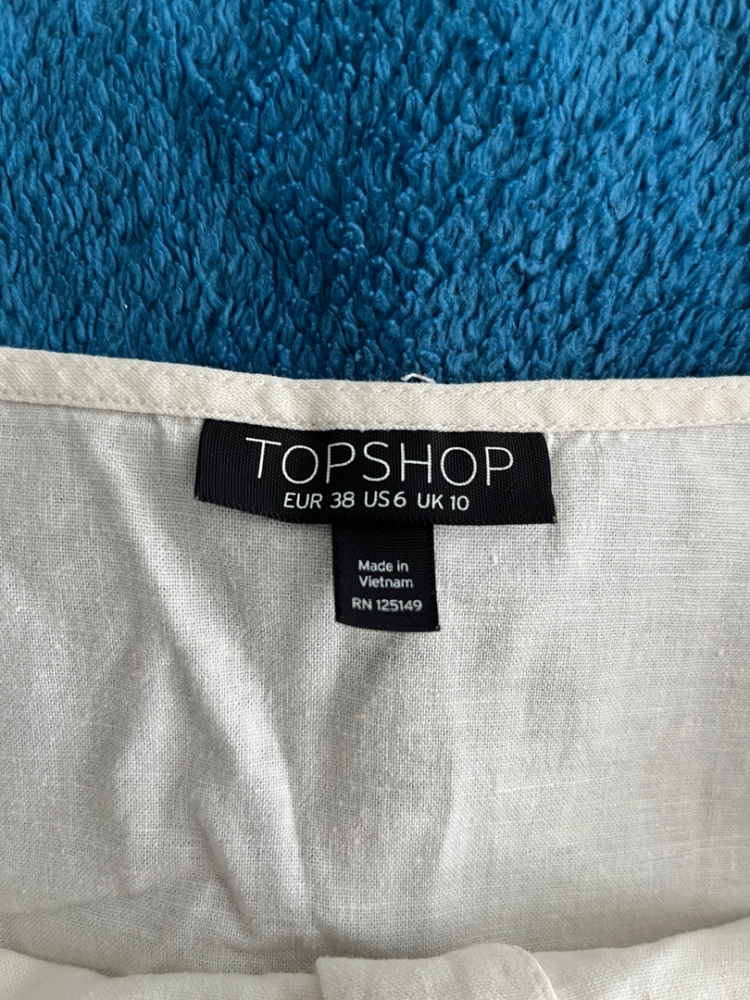 TOPSHOP
EUR 38 US 6 UK 10
Made in
Vietnam
RN 125149